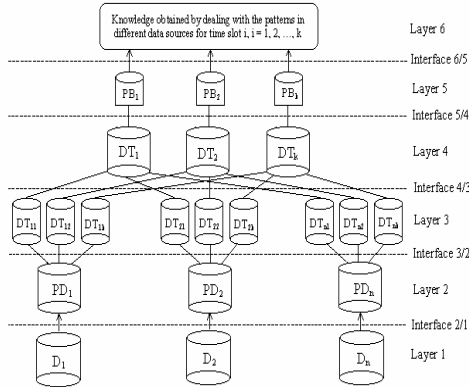 Knowledge obtained by dealing with the patterns in
different data sources for time slot i, i = 1, 2, ..., k
Layer 6
Interface 6/5
PB1 PB2 PBk
Layer 5
Interface 5/4
DT1 DT2 DTk
Layer 4
Interface 4/3
DT11 DT12 DT1k DT21 DT22 DT2k DTn1 DTn2 DTnk
Layer 3
Interface 3/2
PD1 PD2 PDn
Layer 2
Interface 2/1
D1 D2 Dn
Layer 1